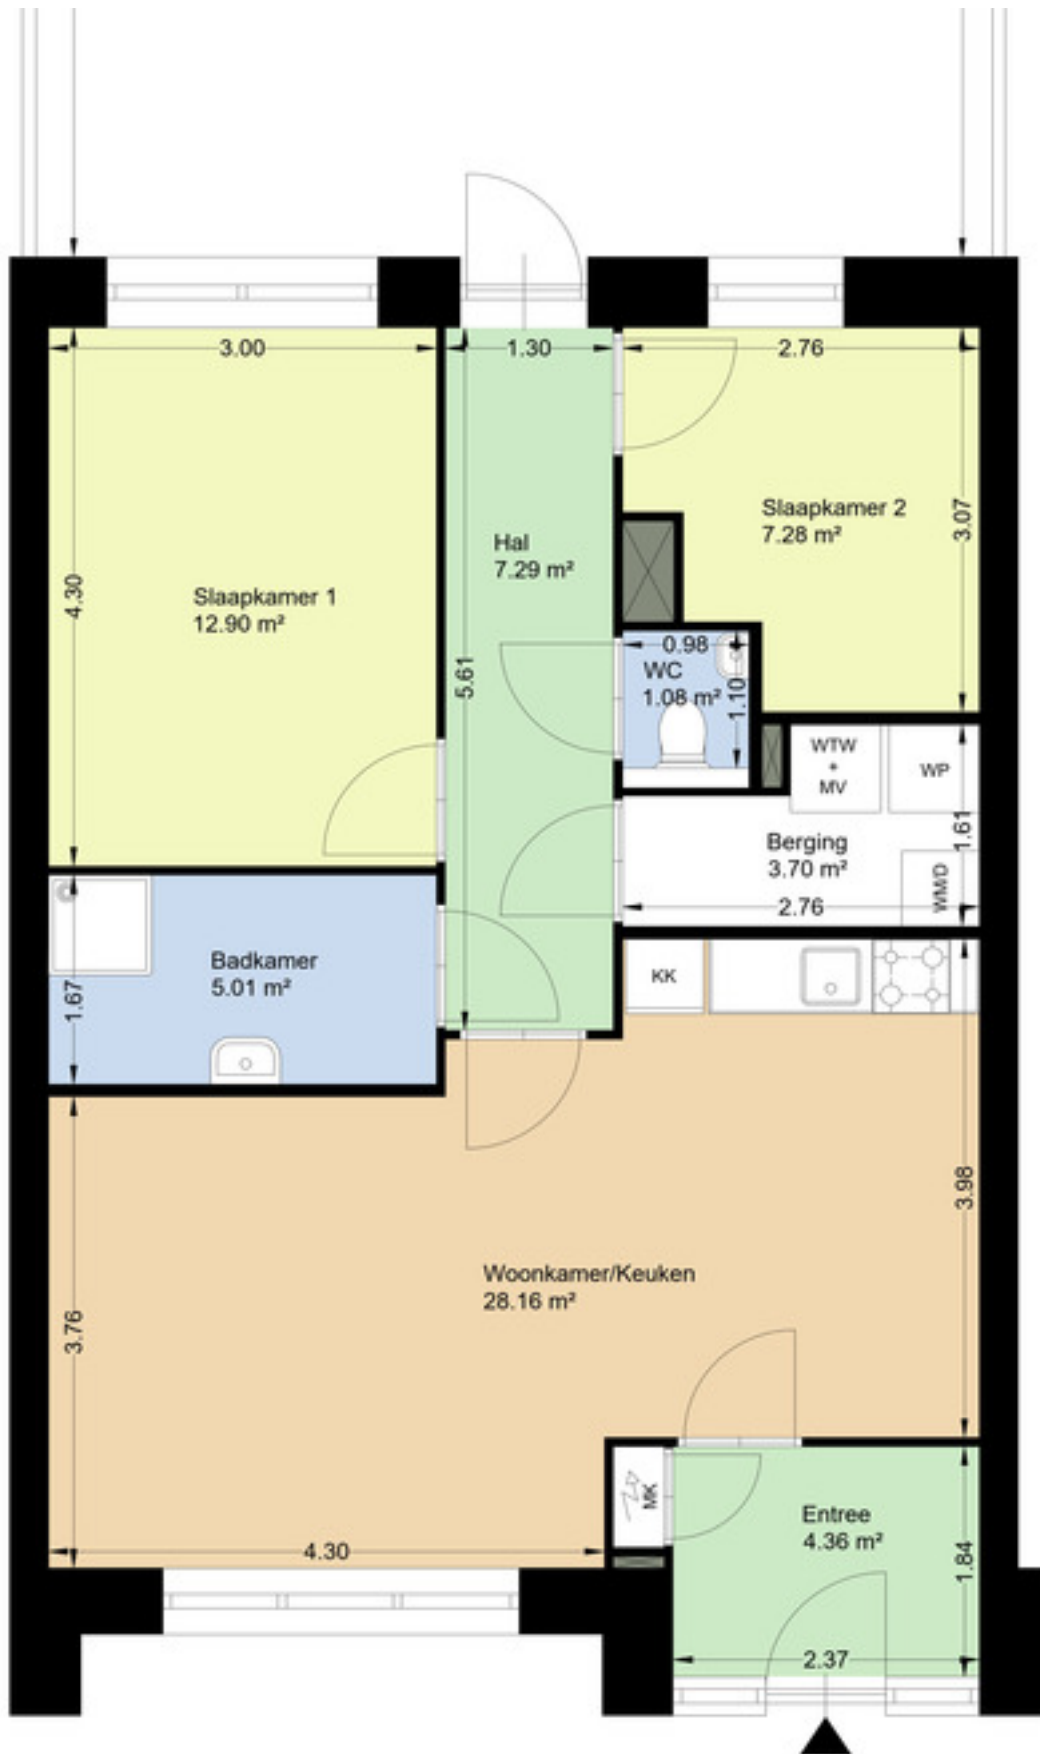 3.00
1.30
2.76
4.30
Slaapkamer 1
12.90 m²
Hal
7.29 m²
5.61
Slaapkamer 2
7.28 m²
3.07
0.98
WC
1.08 m²
1.10
WTW
+
MV
WP
Berging
3.70 m²
1.61
WM/D
2.76
Badkamer
5.01 m²
1.67
KK
3.98
Woonkamer/Keuken
28.16 m²
3.76
4.30
MK
Entree
4.36 m²
1.84
2.37